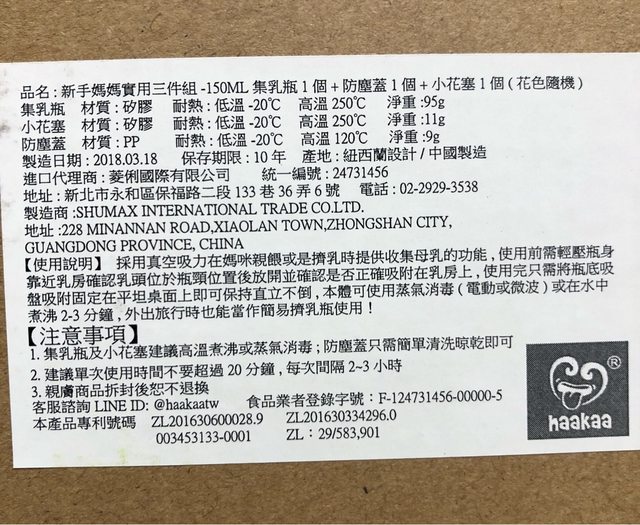 品名 : 新手媽媽實用三件組 -150ML 集乳瓶 1 個 + 防塵蓋 1 個 + 小花塞 1 個 ( 花色隨機 )
集乳瓶 材質 : 矽膠 耐熱 : 低溫 -20℃ 高溫 250℃ 淨重 :95g
小花塞 材質 : 矽膠 耐熱 : 低溫 -20℃ 高溫 250℃ 淨重 :11g
防塵蓋 材質 : PP 耐熱 : 低溫 -20℃ 高溫 120℃ 淨重 :9g
製造日期 : 2018.03.18 保存期限 : 10 年 產地 : 紐西蘭設計 / 中國製造
進口代理商 : 菱俐國際有限公司 統一編號 : 24731456
地址 : 新北市永和區保福路二段 133 巷 36 弄 6 號 電話 : 02-2929-3538
製造商 :SHUMAX INTERNATIONAL TRADE CO.LTD.
地址 :228 MINANNAN ROAD,XIAOLAN TOWN,ZHONGSHAN CITY,
GUANGDONG PROVINCE, CHINA
【使用說明】 採用真空吸力在媽咪親餵或是擠乳時提供收集母乳的功能 , 使用前需輕壓瓶身
靠近乳房確認乳頭位於瓶頸位置後放開並確認是否正確吸附在乳房上 , 使用完只需將瓶底吸
盤吸附固定在平坦桌面上即可保持直立不倒 , 本體可使用蒸氣消毒 ( 電動或微波 ) 或在水中
煮沸 2-3 分鐘 , 外出旅行時也能當作簡易擠乳瓶使用 !
【注意事項】
1. 集乳瓶及小花塞建議高溫煮沸或蒸氣消毒 ; 防塵蓋只需簡單清洗晾乾即可
2. 建議單次使用時間不要超過 20 分鐘 , 每次間隔 2~3 小時
3. 親膚商品拆封後恕不退換
客服諮詢 LINE ID: @haakaatw 食品業者登錄字號 : F-124731456-00000-5
本產品專利號碼 ZL201630600028.9 ZL201630334296.0
003453133-0001 ZL : 29/583,901
®
haakaa